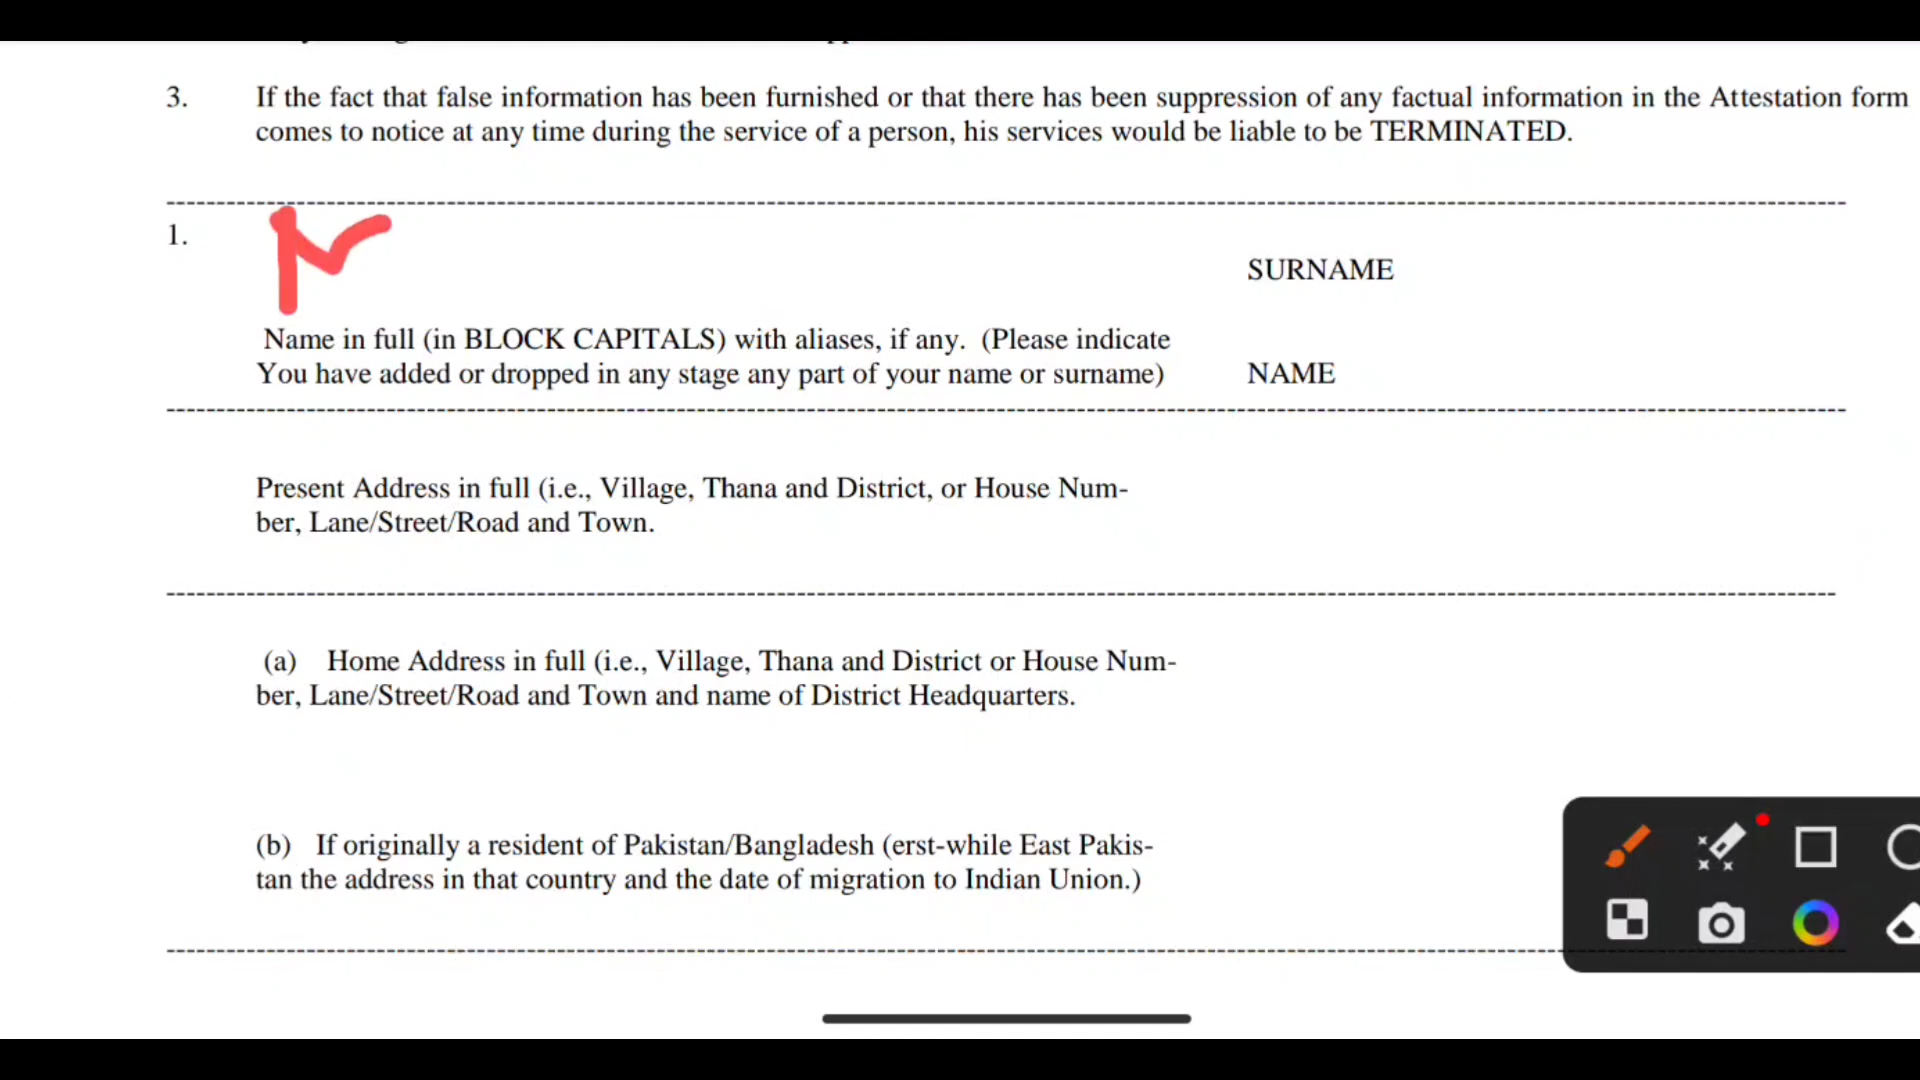 3. If the fact that false information has been furnished or that there has been suppression of any factual information in the Attestation form
comes to notice at any time during the service of a person, his services would be liable to be TERMINATED.
1.
SURNAME
Name in full (in BLOCK CAPITALS) with aliases, if any. (Please indicate
You have added or dropped in any stage any part of your name or surname) NAME
Present Address in full (i.e., Village, Thana and District, or House Num-
ber, Lane/Street/Road and Town.
(a) Home Address in full (i.e., Village, Thana and District or House Num-
ber, Lane/Street/Road and Town and name of District Headquarters.
(b) If originally a resident of Pakistan/Bangladesh (erst-while East Pakis-
tan the address in that country and the date of migration to Indian Union.)